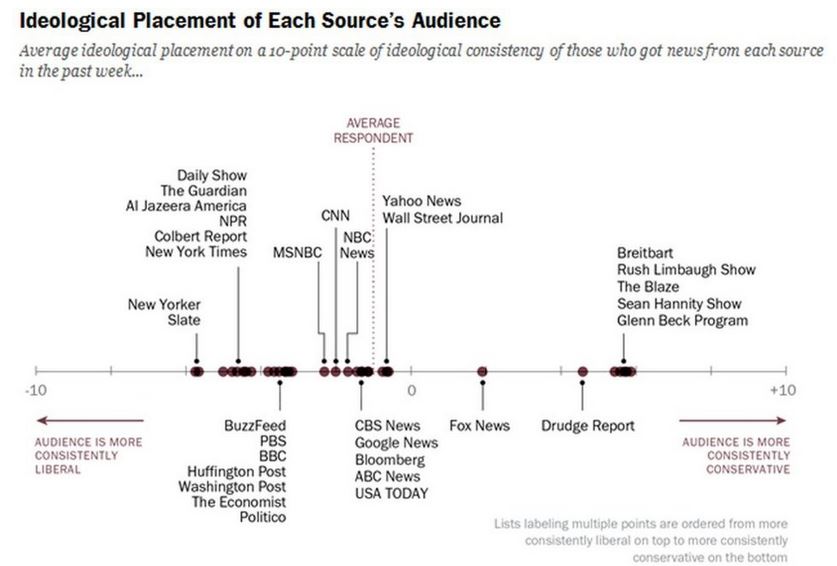 Ideological Placement of Each Source's Audience
Average ideological placement on a 10-point scale of ideological consistency of those who got news from each source
in the past week...
AVERAGE
RESPONDENT
Daily Show
The Guardian
Al Jazeera America
NPR
Colbert Report
New York Times
New Yorker
Slate
MSNBC
CNN
NBC
News
Yahoo News
Wall Street Journal
Breitbart
Rush Limbaugh Show
The Blaze
Sean Hannity Show
Glenn Beck Program
-10
0
+10
AUDIENCE IS MORE
CONSISTENTLY
LIBERAL
BuzzFeed
PBS
BBC
Huffington Post
Washington Post
The Economist
Politico
CBS News
Google News
Bloomberg
ABC News
USA TODAY
Fox News
Drudge Report
AUDIENCE IS MORE
CONSISTENTLY
CONSERVATIVE
Lists labeling multiple points are ordered from more
consistently liberal on top to more consistently
conservative on the bottom